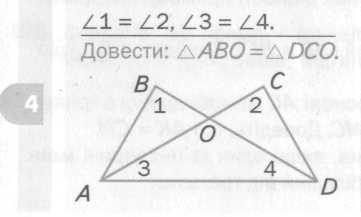 ∠1 = ∠2, ∠3 = ∠4.
Довести: △ABO = △DCO.
B
C
1
2
4
O
3
4
A
D